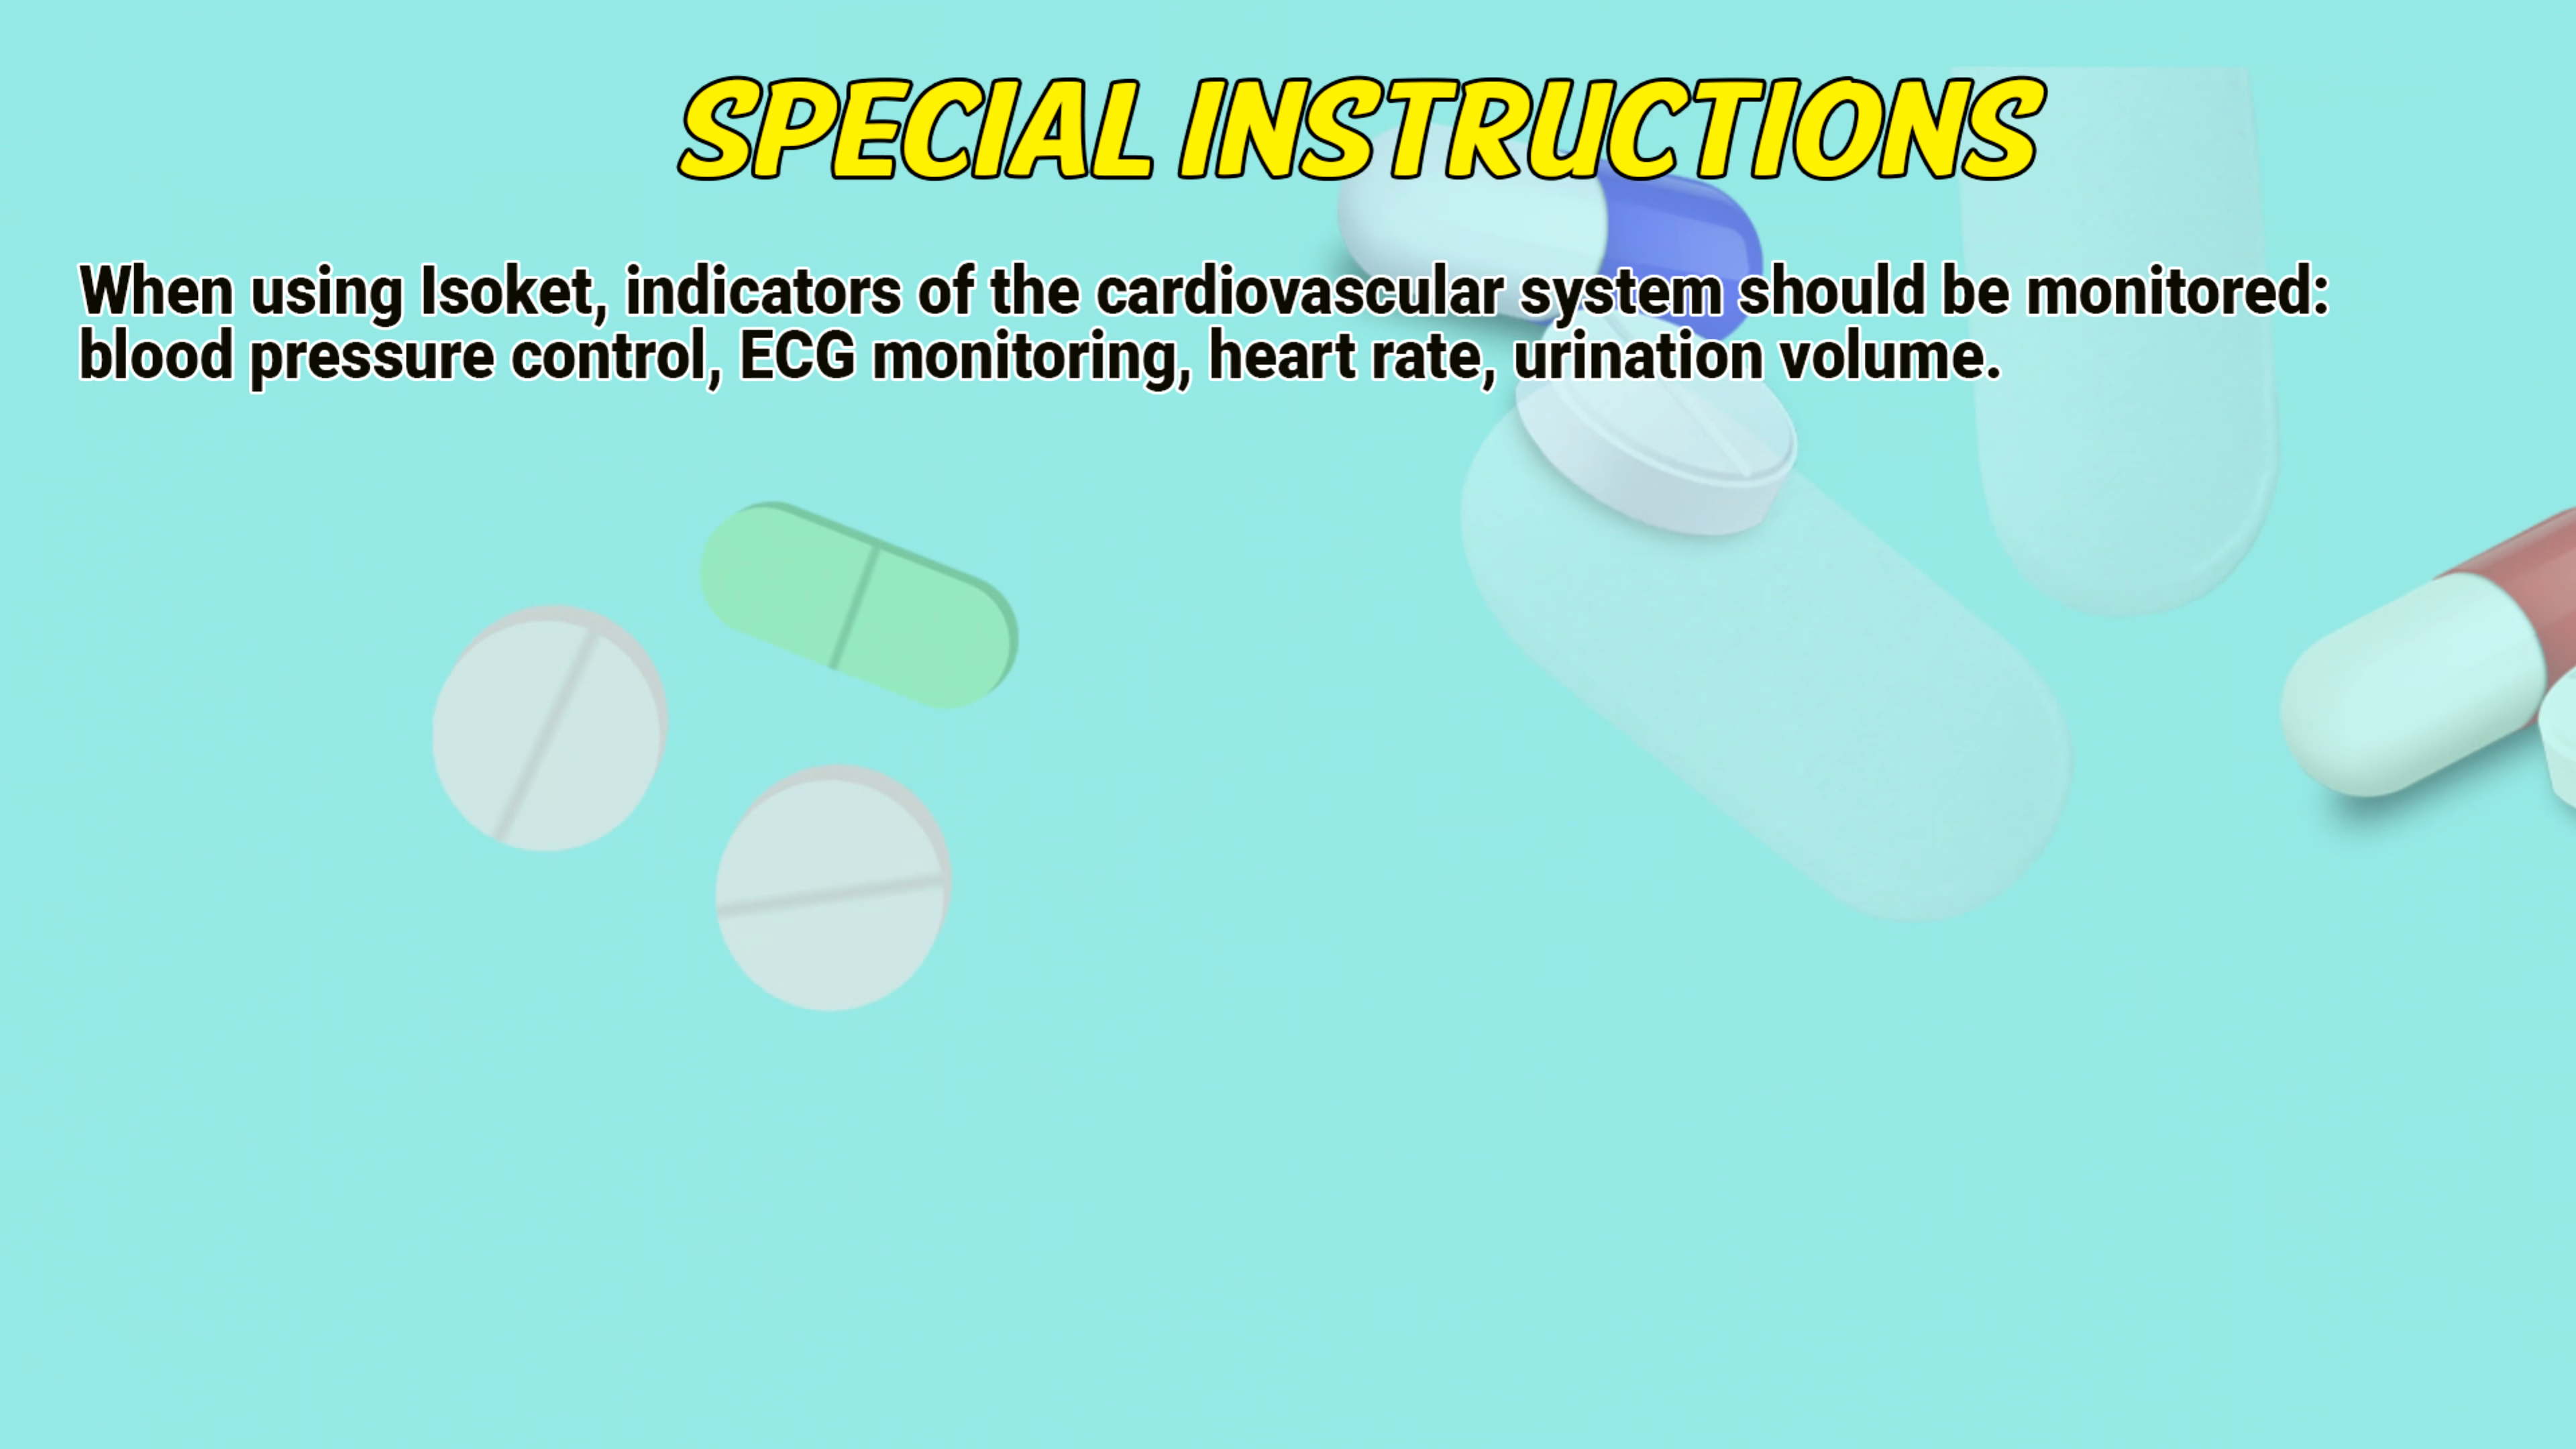 SPECIAL INSTRUCTIONS
When using Isoket, indicators of the cardiovascular system should be monitored:
blood pressure control, ECG monitoring, heart rate, urination volume.